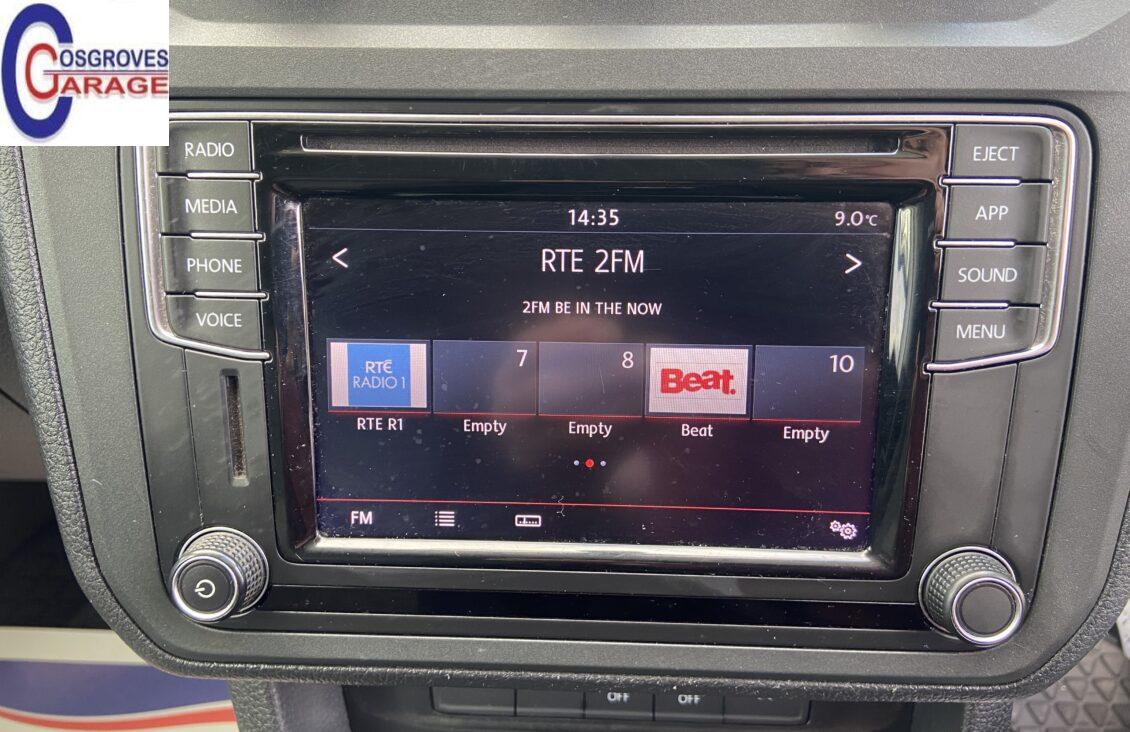 COSGROVES
GARAGE
RADIO
MEDIA
PHONE
VOICE
EJECT
APP
SOUND
MENU
14:35
9.0°C
< RTE 2FM >
2FM BE IN THE NOW
RTÉ
RADIO 1
7
8
Beat.
10
RTE R1
Empty
Empty
Beat
Empty
FM
OFF
OFF